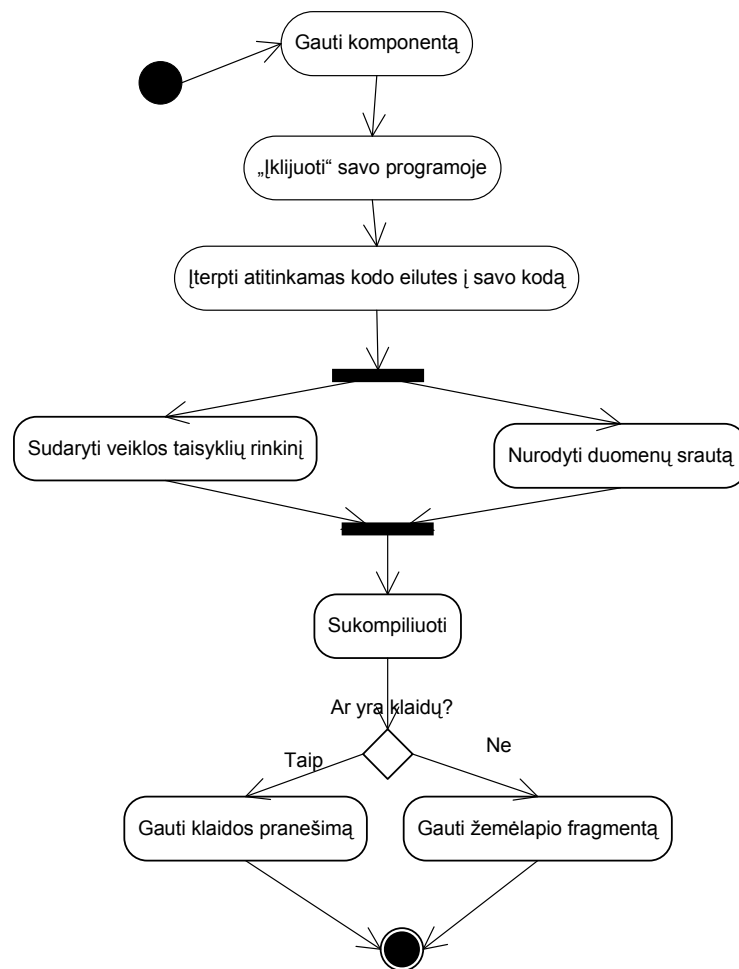 Gauti komponentą
„Įklijuoti“ savo programoje
Įterpti atitinkamas kodo eilutes į savo kodą
Sudaryti veiklos taisyklių rinkinį
Nurodyti duomenų srautą
Sukompiliuoti
Ar yra klaidų?
Taip
Ne
Gauti klaidos pranešimą
Gauti žemėlapio fragmentą